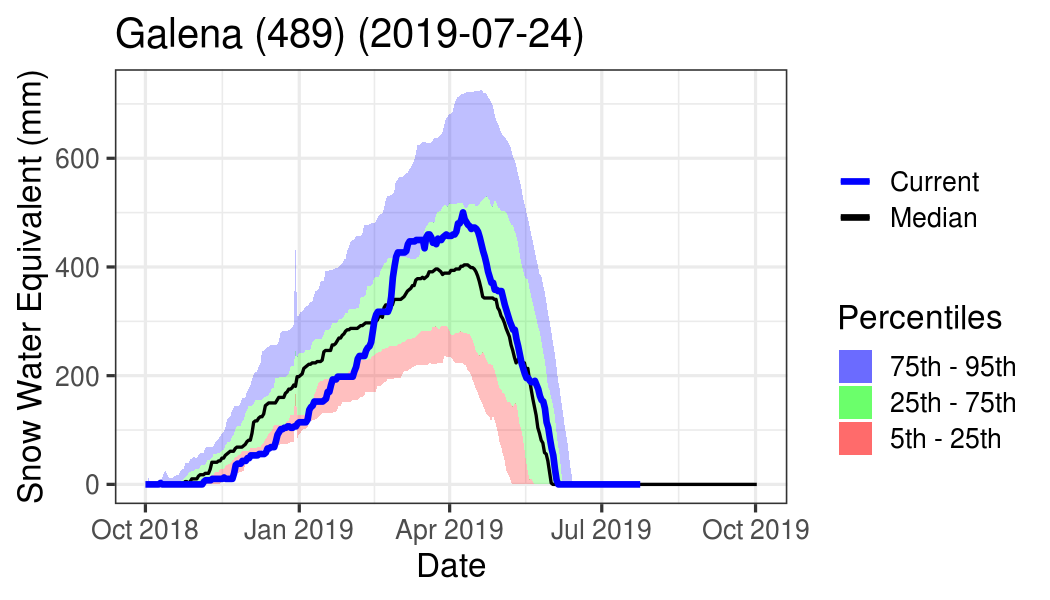 Galena (489) (2019-07-24)
Snow Water Equivalent (mm)
600
400
200
0
Oct 2018
Jan 2019
Apr 2019
Jul 2019
Oct 2019
Date
Current
Median
Percentiles
75th - 95th
25th - 75th
5th - 25th